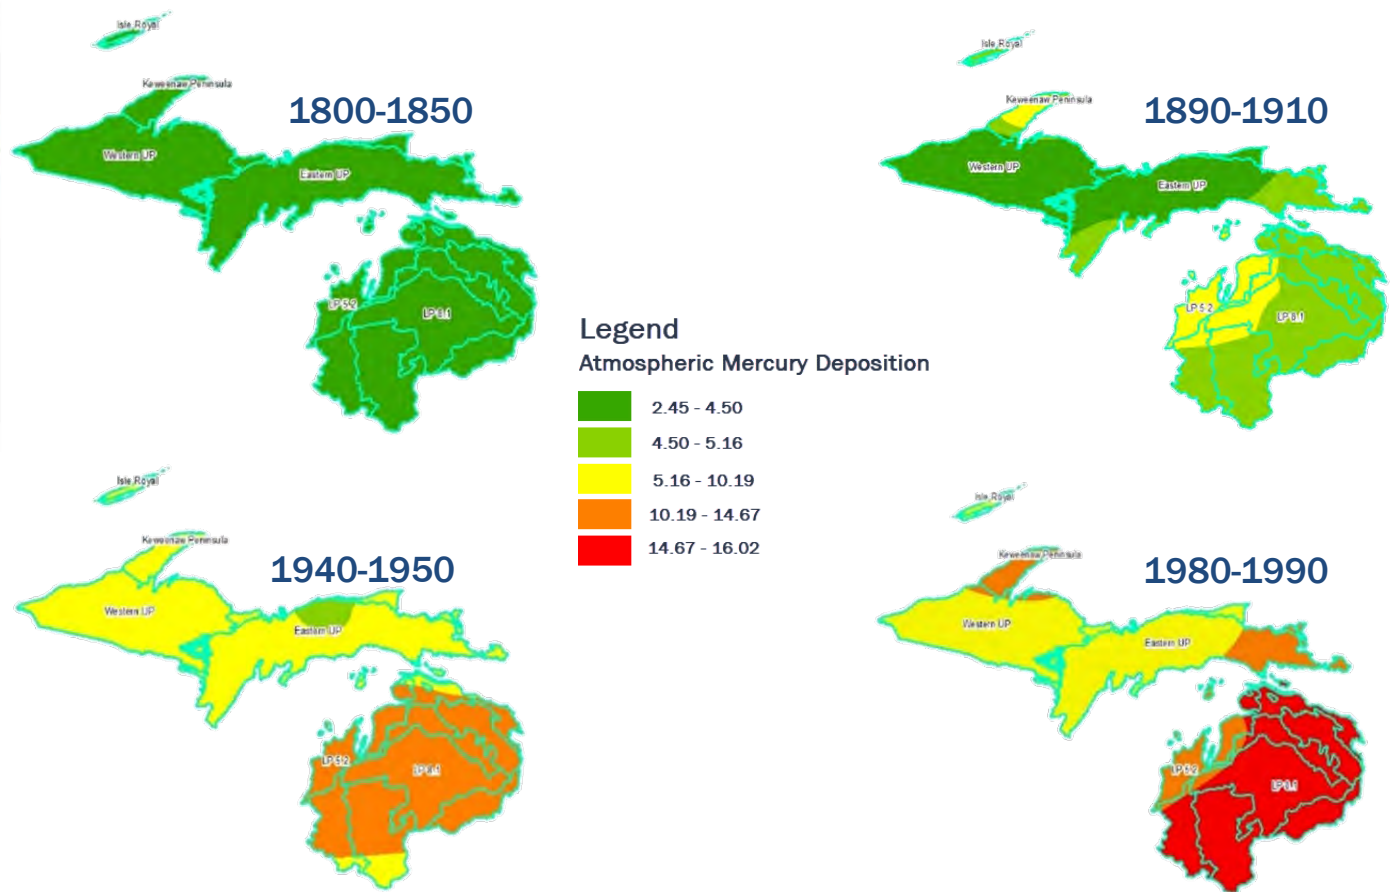 Isle Royal
Keweenaw Peninsula
1800-1850
Western UP
Eastern UP
LP 5.2
LP 8.1
Isle Royal
Keweenaw Peninsula
1890-1910
Western UP
Eastern UP
LP 5.2
LP 8.1
Legend
Atmospheric Mercury Deposition
2.45 - 4.50
4.50 - 5.16
5.16 - 10.19
10.19 - 14.67
14.67 - 16.02
Isle Royal
Keweenaw Peninsula
1940-1950
Western UP
Eastern UP
LP 5.2
LP 8.1
Isle Royal
Keweenaw Peninsula
1980-1990
Western UP
Eastern UP
LP 5.2
LP 8.1